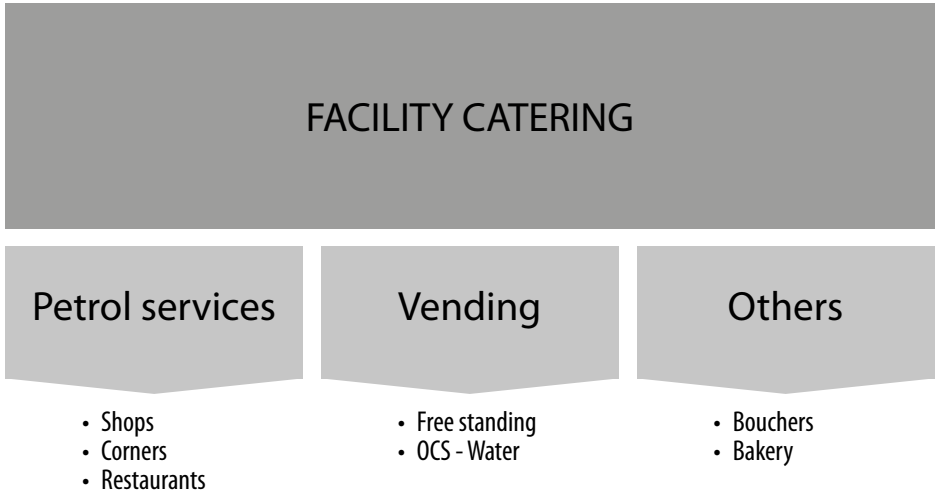 FACILITY CATERING
Petrol services
• Shops
• Corners
• Restaurants
Vending
• Free standing
• OCS - Water
Others
• Bouchers
• Bakery